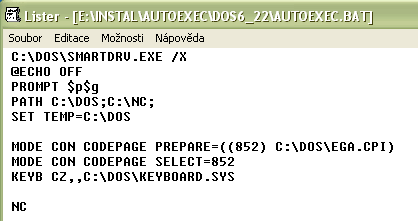 Lister - [E:\INSTAL\AUTOEXEC\DOS6_22\AUTOEXEC.BAT]
Soubor Editace Možnosti Nápověda
C:\DOS\SMARTDRV.EXE /X
@ECHO OFF
PROMPT $p$g
PATH C:\DOS;C:\NC;
SET TEMP=C:\DOS
MODE CON CODEPAGE PREPARE=((852) C:\DOS\EGA.CPI)
MODE CON CODEPAGE SELECT=852
KEYB CZ,,C:\DOS\KEYBOARD.SYS
NC